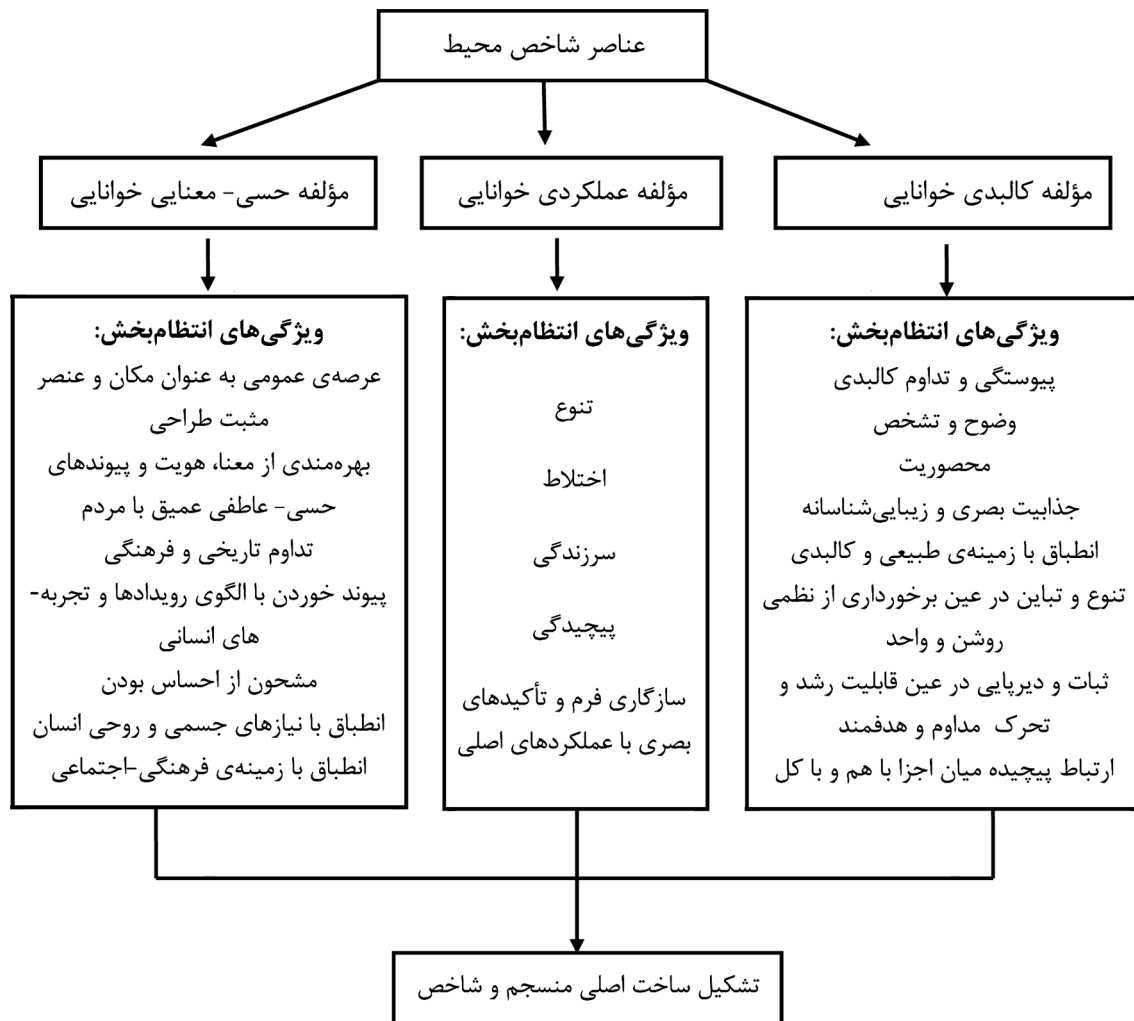 عناصر شاخص محیط
مؤلفه کالبدی خوانایی
مؤلفه عملکردی خوانایی
مؤلفه حسی- معنایی خوانایی
ویژگی‌های انتظام‌بخش:
پیوستگی و تداوم کالبدی
وضوح و تشخص
محصوریت
جذابیت بصری و زیبایی‌شناسانه
انطباق با زمینه‌ی طبیعی و کالبدی
تنوع و تباین در عین برخورداری از نظمی
روشن و واحد
ثبات و دیرپایی در عین قابلیت رشد و
تحرک مداوم و هدفمند
ارتباط پیچیده میان اجزا با هم و با کل
ویژگی‌های انتظام‌بخش:
تنوع
اختلاط
سرزندگی
پیچیدگی
سازگاری فرم و تأکیدهای
بصری با عملکردهای اصلی
ویژگی‌های انتظام‌بخش:
عرصه‌ی عمومی به عنوان مکان و عنصر
مثبت طراحی
بهره‌مندی از معنا، هویت و پیوندهای
حسی- عاطفی عمیق با مردم
تداوم تاریخی و فرهنگی
پیوند خوردن با الگوی رویدادها و تجربه-
های انسانی
مشحون از احساس بودن
انطباق با نیازهای جسمی و روحی انسان
انطباق با زمینه‌ی فرهنگی-اجتماعی
تشکیل ساخت اصلی منسجم و شاخص